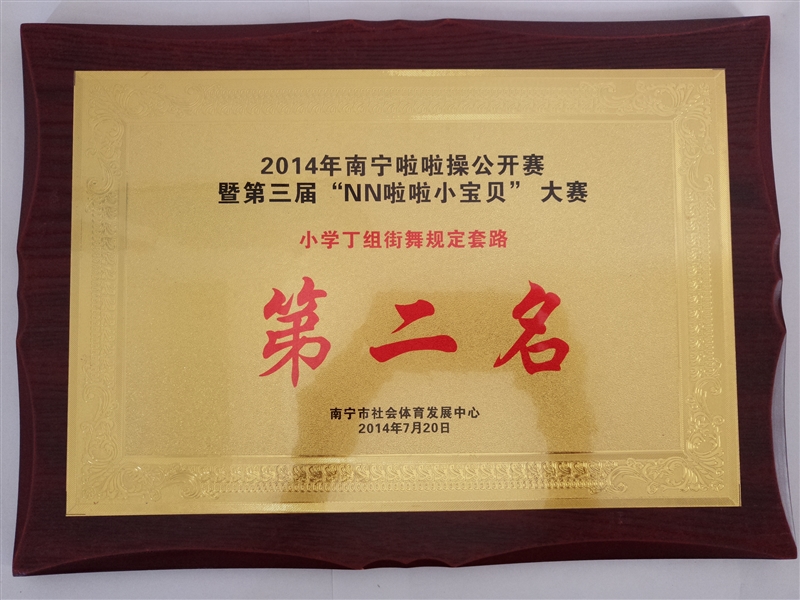 2014年南宁啦啦操公开赛
暨第三届“NN啦啦小宝贝” 大赛
小学丁组街舞规定套路
第二名
南宁市社会体育发展中心
2014年7月20日